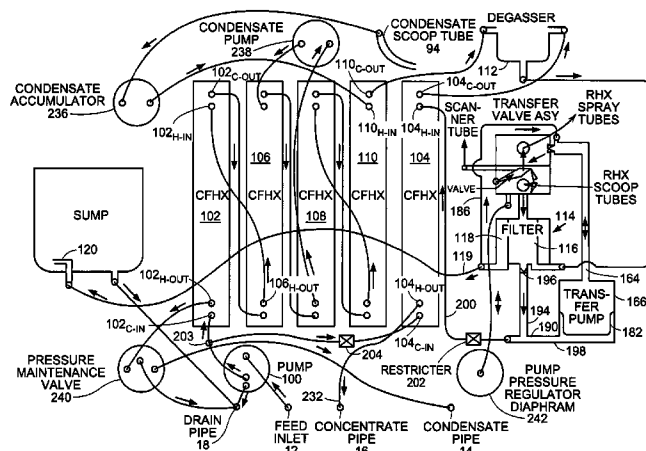 CONDENSATE
PUMP
238
CONDENSATE
SCOOP TUBE
94
DEGASSER
112
CONDENSATE
ACCUMULATOR
236
102C-OUT
102H-IN
110C-OUT
110H-IN
104C-OUT
104H-IN
SCAN-
NER
TUBE
TRANSFER
VALVE ASY
RHX
SPRAY
TUBES
RHX
SCOOP
TUBES
VALVE
186
106
110
104
CFHX
102
CFHX
CFHX
108
CFHX
CFHX
SUMP
120
FILTER
114
118
116
119
164
166
196
194
190
200
TRANSFER
PUMP
182
198
102H-OUT
102C-IN
106H-OUT
104H-OUT
104C-IN
203
204
RESTRICTER
202
PRESSURE
MAINTENANCE
VALVE
240
PUMP
100
232
DRAIN
PIPE
18
FEED
INLET
12
CONCENTRATE
PIPE
16
CONDENSATE
PIPE
14
PUMP
PRESSURE
REGULATOR
DIAPHRAM
242